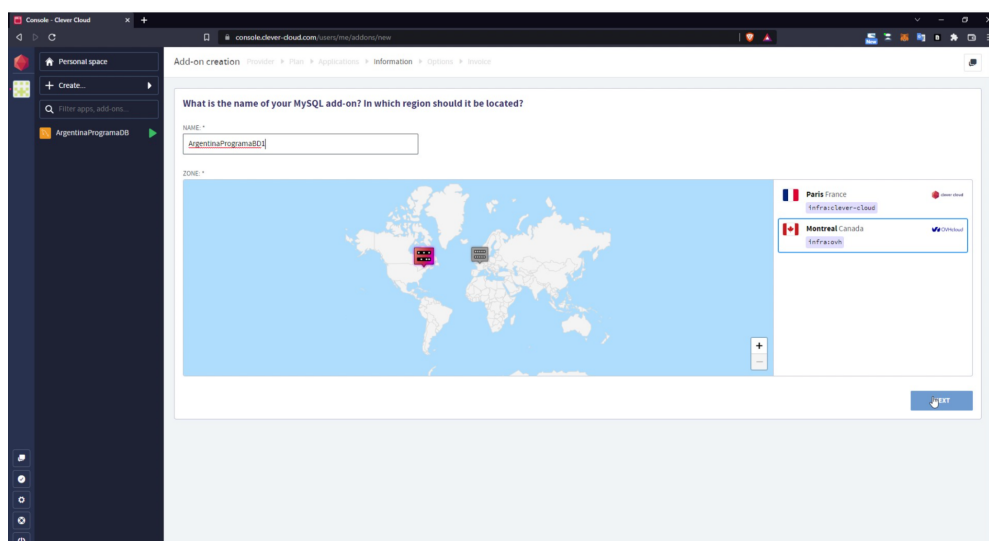 Console - Clever Cloud
console.clever-cloud.com/users/me/addons/new
New
Personal space
Add-on creation Provider Plan Applications Information Options Invoice
Create...
Filter apps, add-ons...
ArgentinaProgramaDB
What is the name of your MySQL add-on? In which region should it be located?
NAME: *
ArgentinaProgramaBD1
ZONE: *
Paris France
clever cloud
infra:clever-cloud
Montreal Canada
OVHcloud
infra:ovh
+
−
NEXT